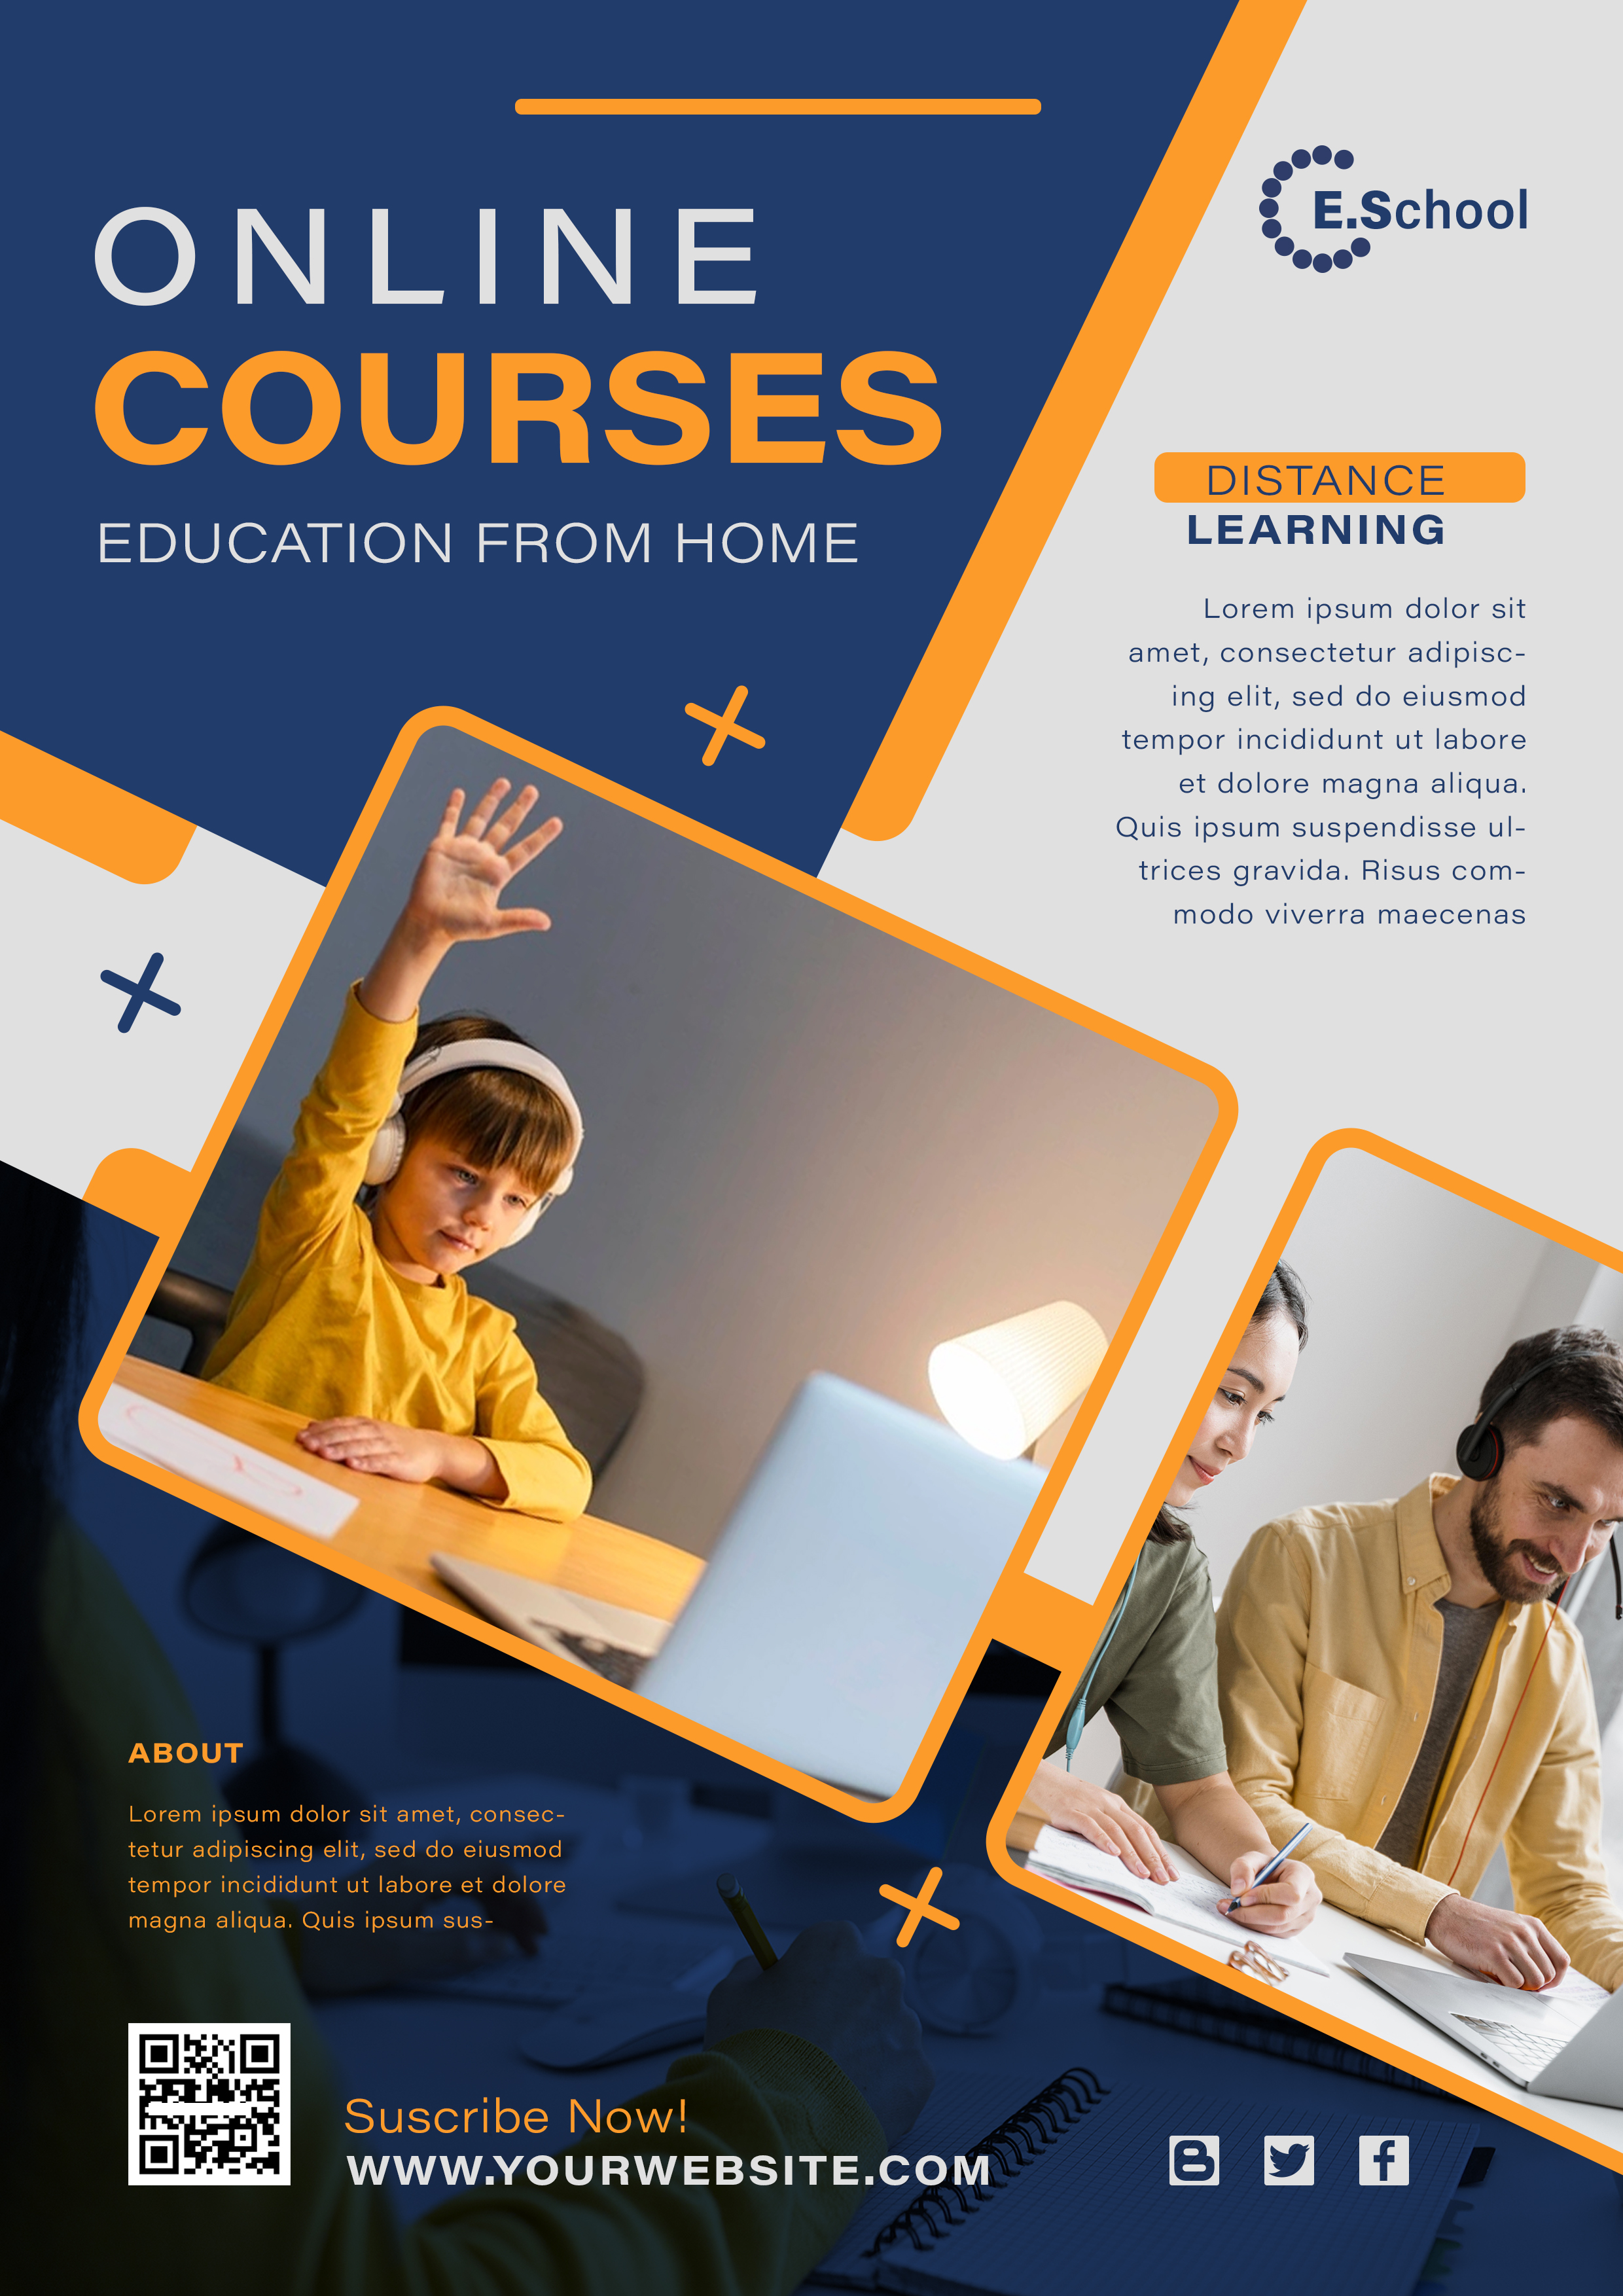 E.School
ONLINE
COURSES
EDUCATION FROM HOME
DISTANCE
LEARNING
Lorem ipsum dolor sit
amet, consectetur adipisc-
ing elit, sed do eiusmod
tempor incididunt ut labore
et dolore magna aliqua.
Quis ipsum suspendisse ul-
trices gravida. Risus com-
modo viverra maecenas
ABOUT
Lorem ipsum dolor sit amet, consec-
tetur adipiscing elit, sed do eiusmod
tempor incididunt ut labore et dolore
magna aliqua. Quis ipsum sus-
Suscribe Now!
WWW.YOURWEBSITE.COM